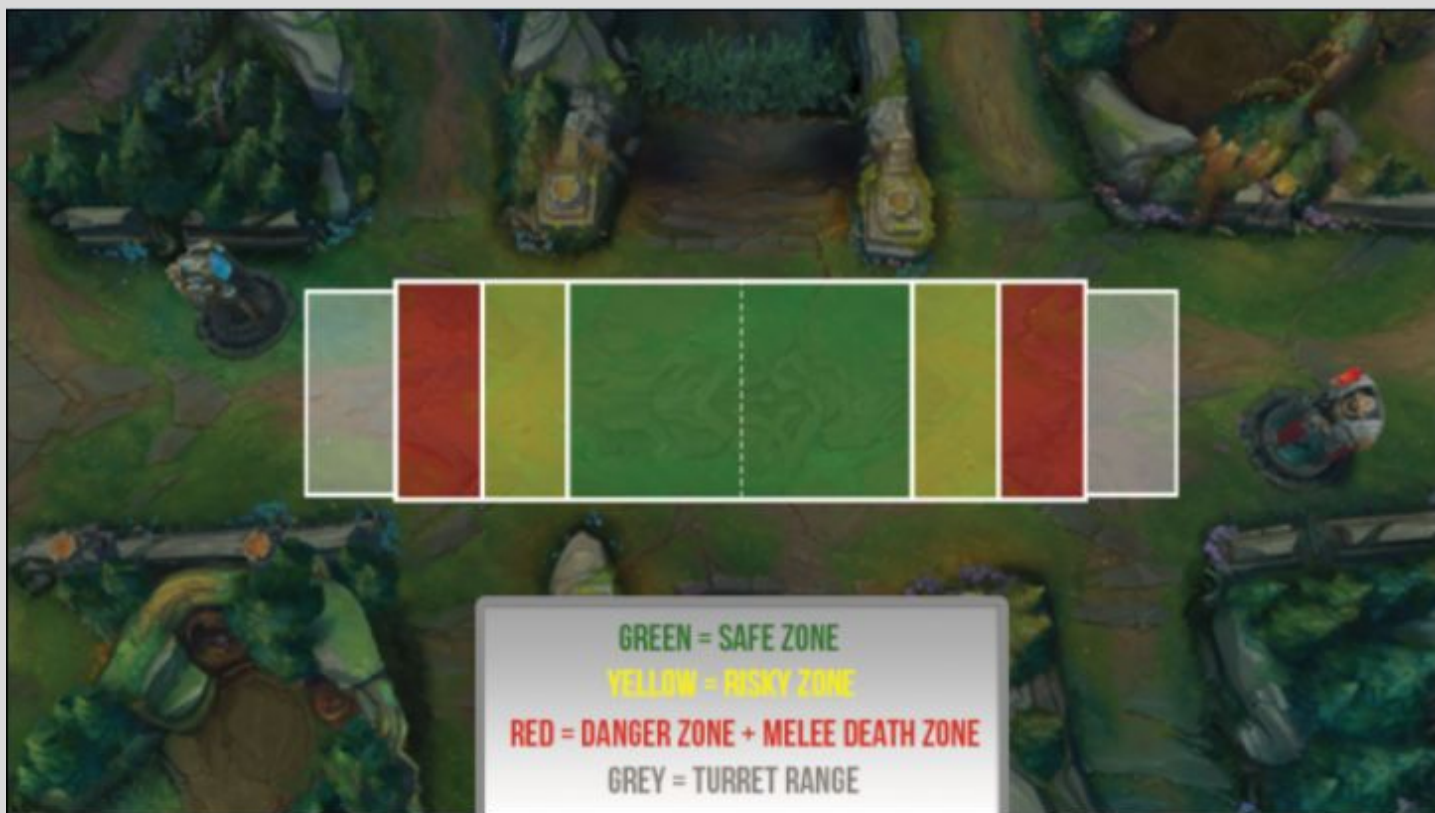 GREEN = SAFE ZONE
YELLOW = RISKY ZONE
RED = DANGER ZONE + MELEE DEATH ZONE
GREY = TURRET RANGE